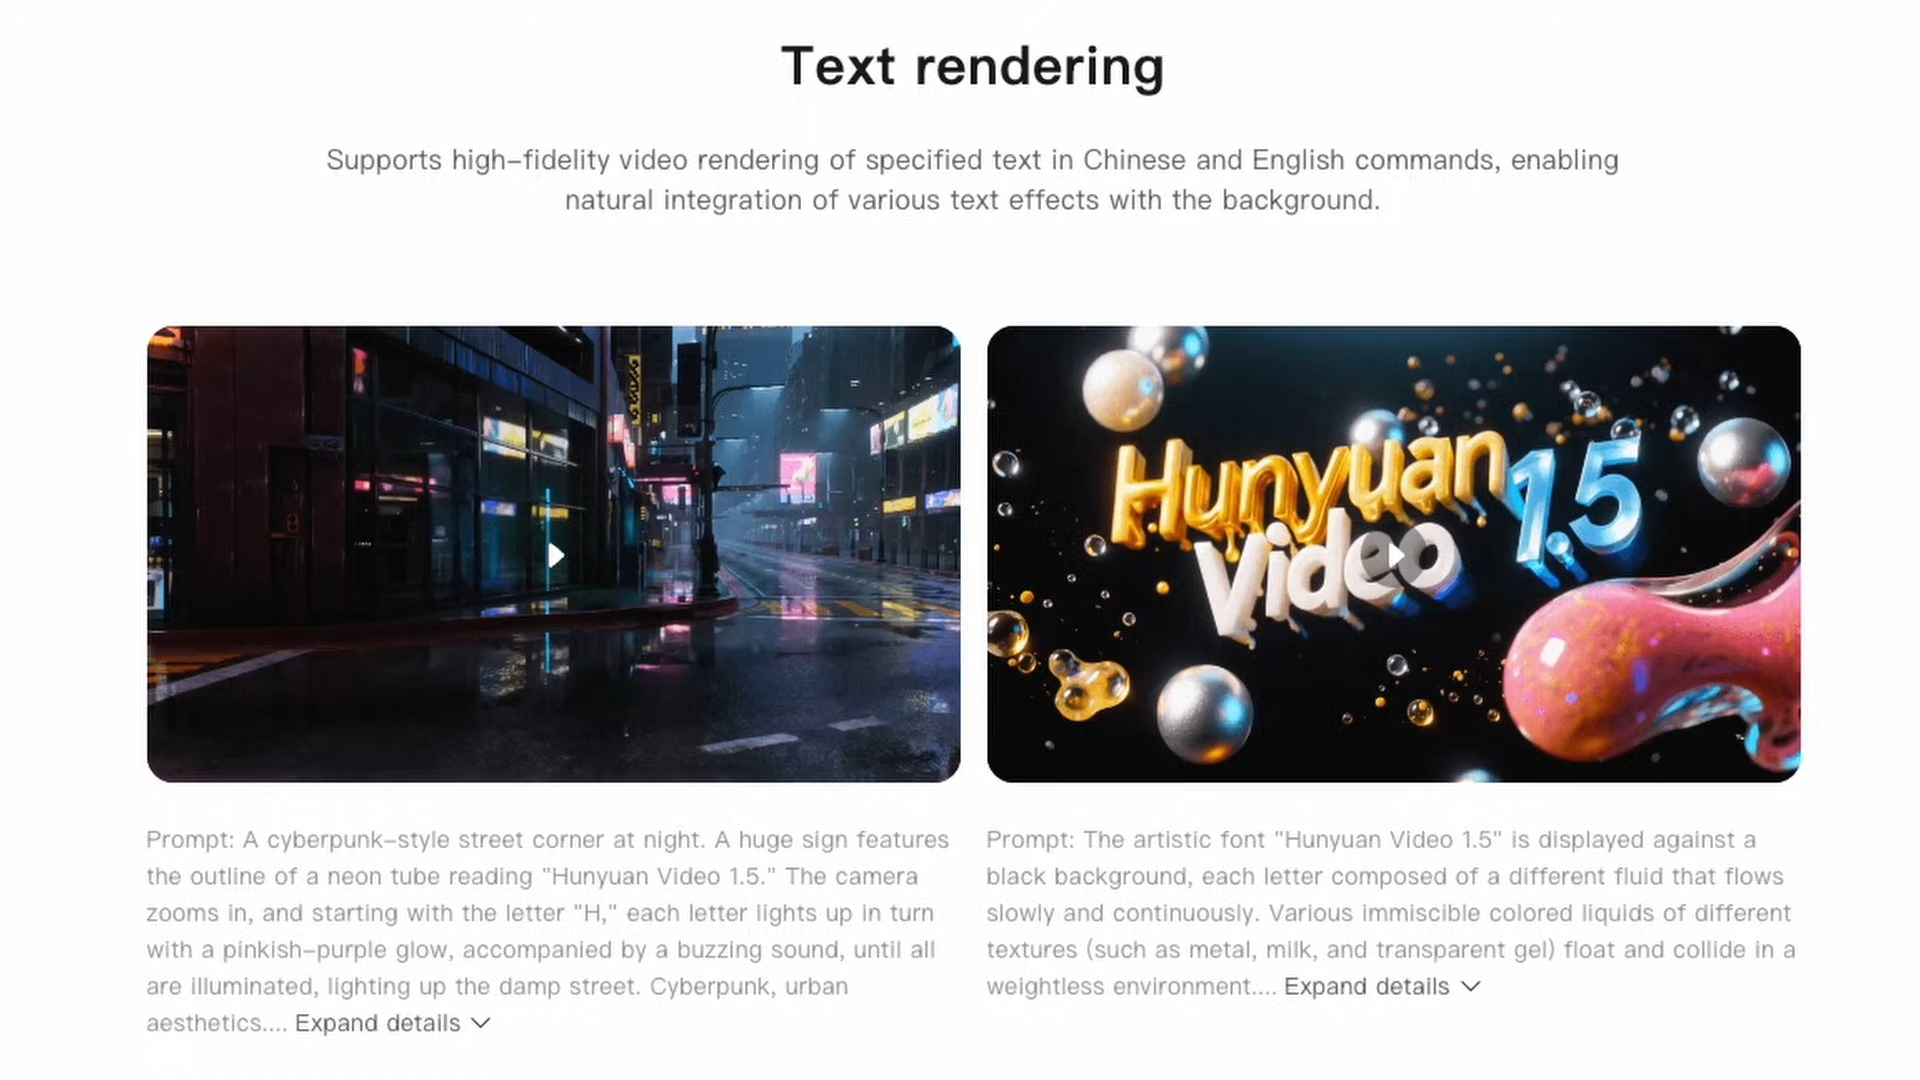 Text rendering
Supports high-fidelity video rendering of specified text in Chinese and English commands, enabling
natural integration of various text effects with the background.
Hunyuan 1.5
Video
Prompt: A cyberpunk-style street corner at night. A huge sign features
the outline of a neon tube reading "Hunyuan Video 1.5." The camera
zooms in, and starting with the letter "H," each letter lights up in turn
with a pinkish-purple glow, accompanied by a buzzing sound, until all
are illuminated, lighting up the damp street. Cyberpunk, urban
aesthetics.... Expand details
Prompt: The artistic font "Hunyuan Video 1.5" is displayed against a
black background, each letter composed of a different fluid that flows
slowly and continuously. Various immiscible colored liquids of different
textures (such as metal, milk, and transparent gel) float and collide in a
weightless environment.... Expand details